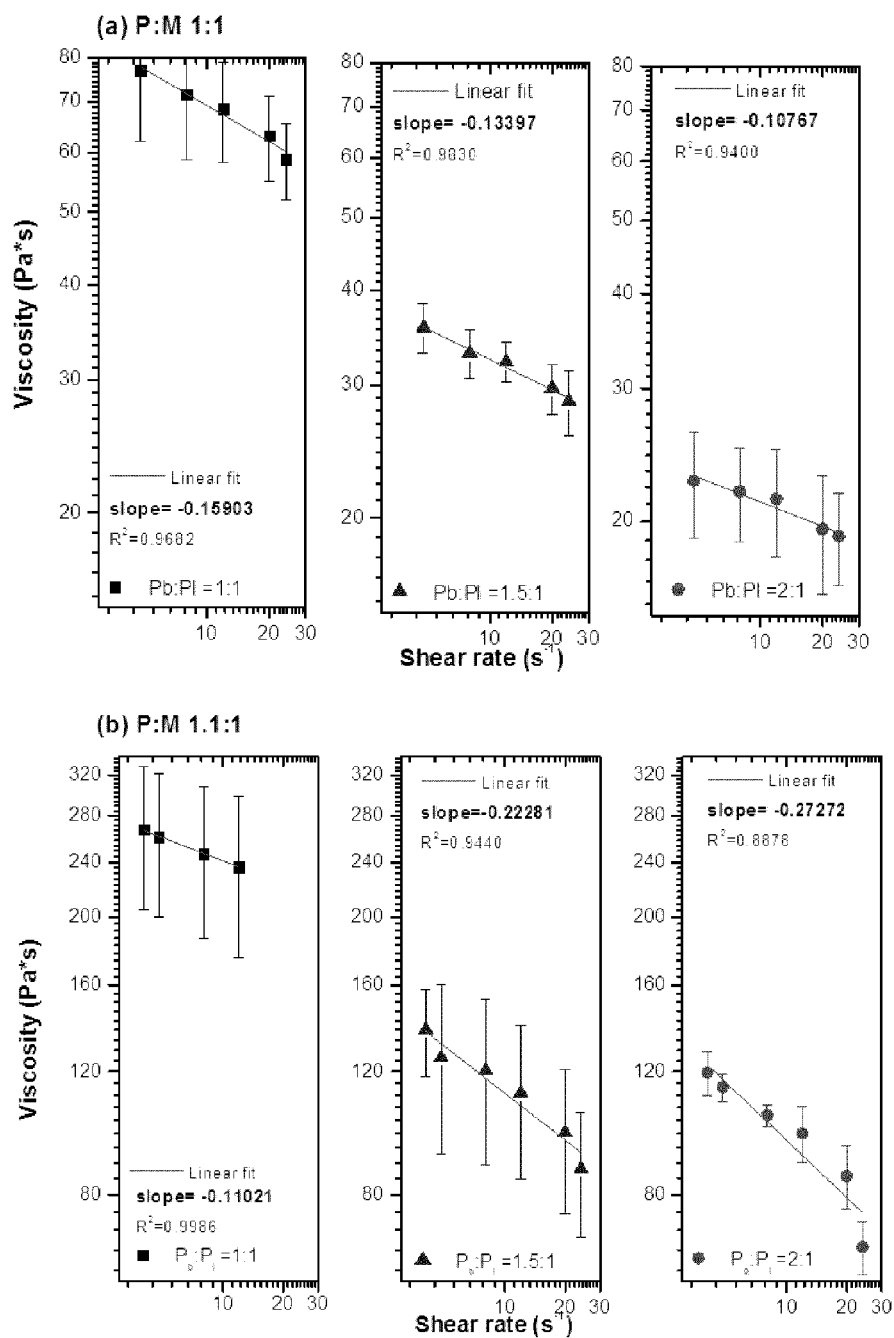 (a) P:M 1:1
Viscosity (Pa*s)
80
70
60
50
40
30
20
Linear fit
slope= -0.15903
R²=0.9682
Pb:Pl =1:1
10 20 30
80
70
60
50
40
30
20
Linear fit
slope= -0.13397
R²=0.9830
Pb:Pl =1.5:1
10 20 30
80
70
60
50
40
30
20
Linear fit
slope= -0.10767
R²=0.9400
Pb:Pl =2:1
10 20 30
Shear rate (s⁻¹)
(b) P:M 1.1:1
Viscosity (Pa*s)
320
280
240
200
160
120
80
Linear fit
slope= -0.11021
R²=0.9986
Pb:Pl =1:1
10 20 30
320
280
240
200
160
120
80
Linear fit
slope=-0.22281
R²=0.9440
Pb:Pl =1.5:1
10 20 30
320
280
240
200
160
120
80
Linear fit
slope= -0.27272
R²=0.8878
Pb:Pl =2:1
10 20 30
Shear rate (s⁻¹)